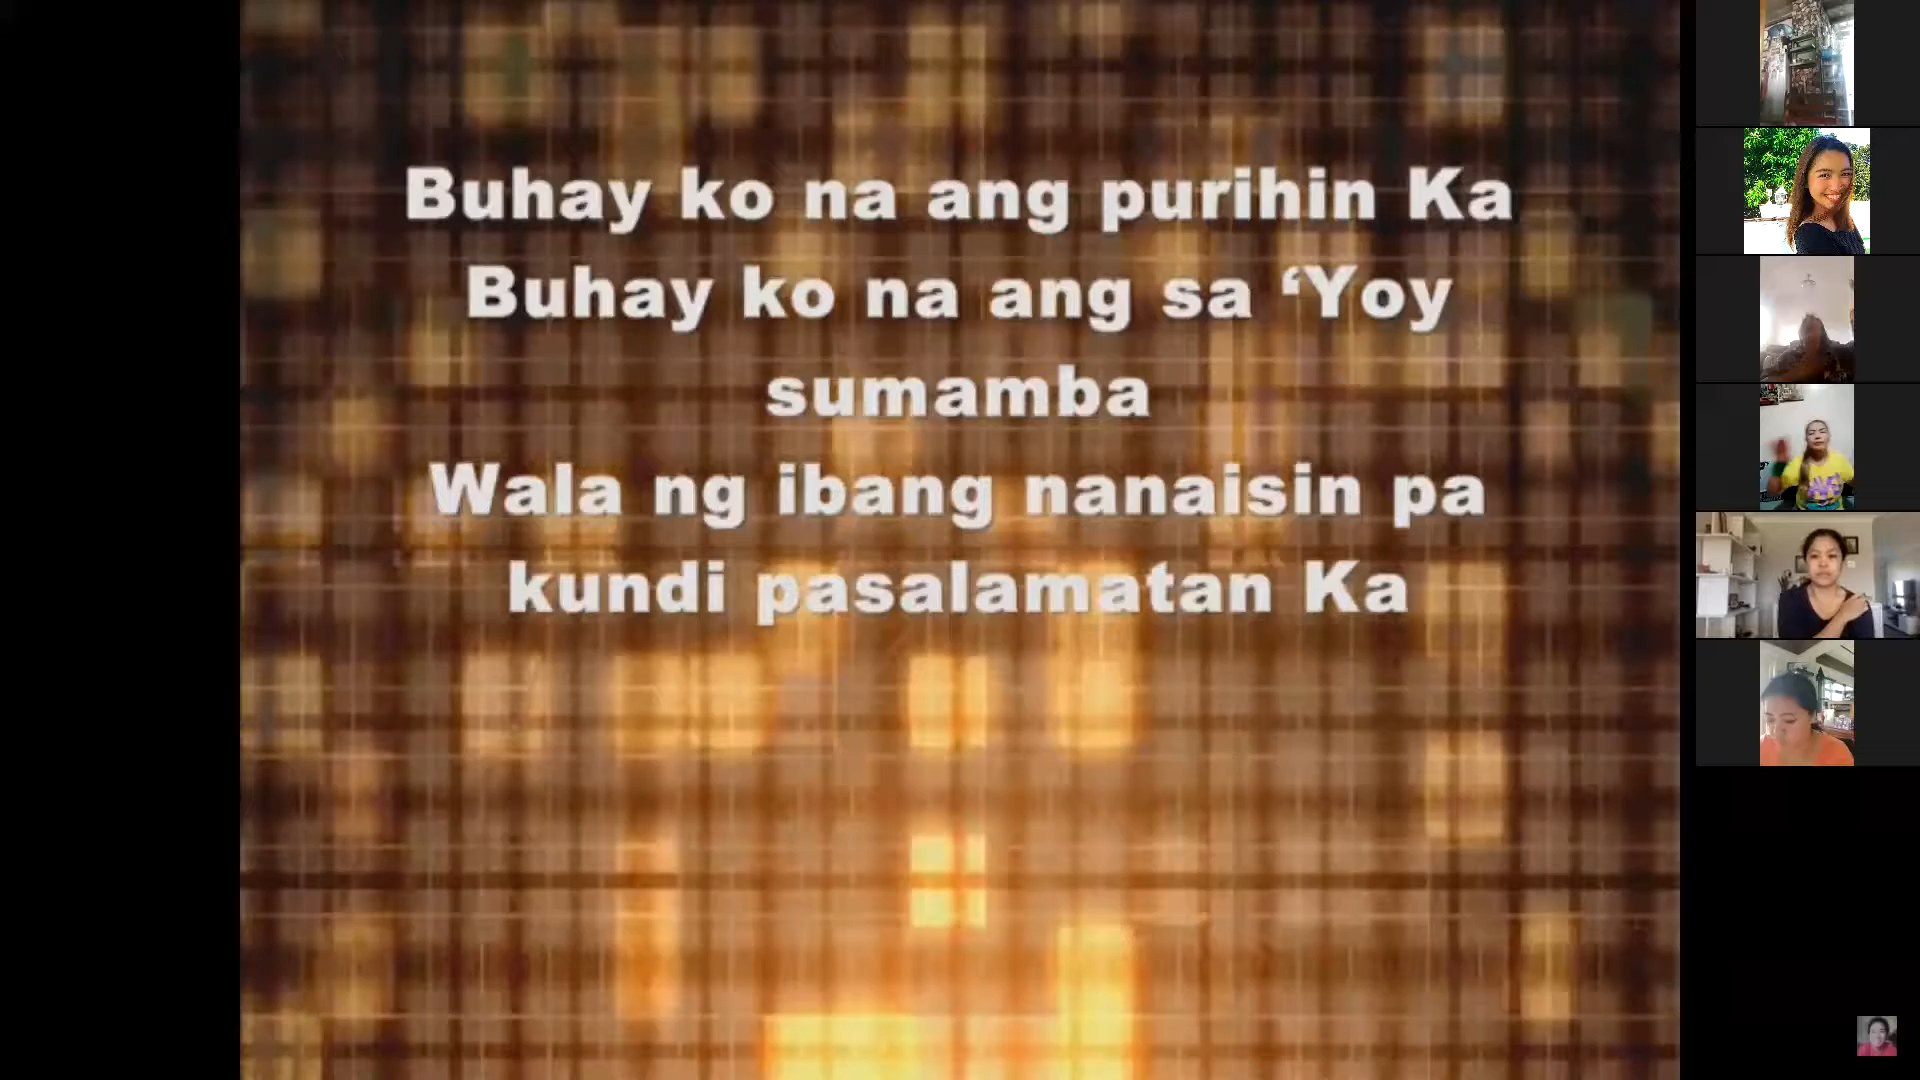 Buhay ko na ang purihin Ka
Buhay ko na ang sa ‘Yoy
sumamba
Wala ng ibang nanaisin pa
kundi pasalamatan Ka